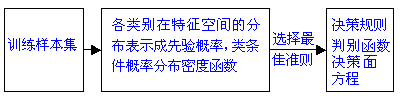 训练样本集
各类别在特征空间的分
布表示成先验概率,类条
件概率分布密度函数
选择最
佳准则
决策规则
判别函数
决策面
方程